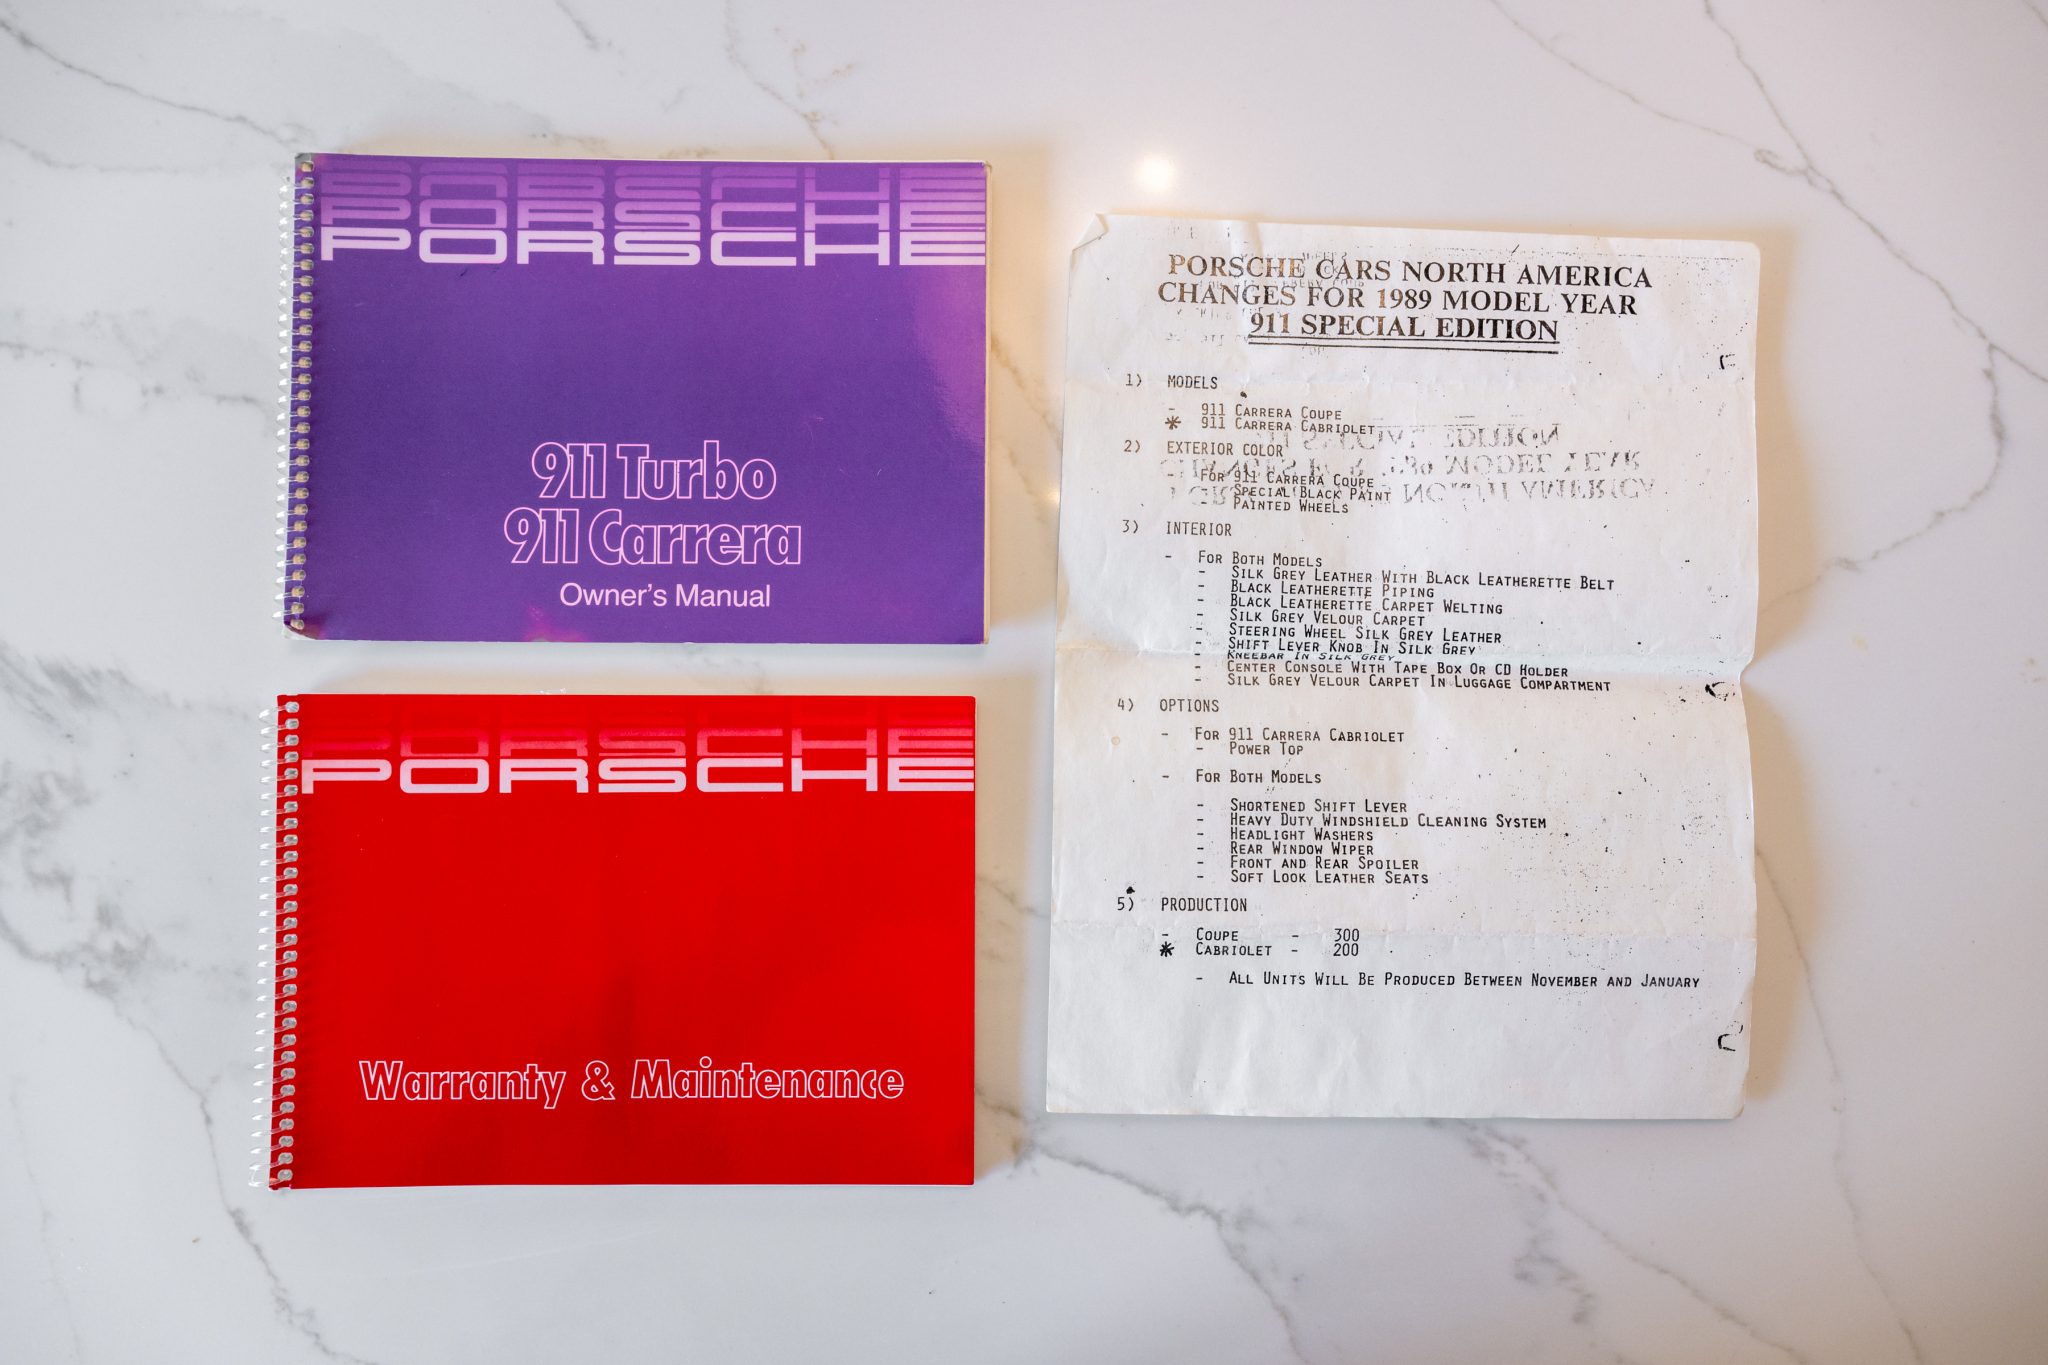 PORSCHE
911 Turbo
911 Carrera
Owner's Manual
PORSCHE
Warranty & Maintenance
PORSCHE CARS NORTH AMERICA
CHANGES FOR 1989 MODEL YEAR
911 SPECIAL EDITION
1) MODELS
- 911 CARRERA COUPE
* 911 CARRERA CABRIOLET
2) EXTERIOR COLOR
- FOR 911 CARRERA COUPE
- SPECIAL BLACK PAINT
- PAINTED WHEELS
3) INTERIOR
- FOR BOTH MODELS
- SILK GREY LEATHER WITH BLACK LEATHERETTE BELT
- BLACK LEATHERETTE PIPING
- BLACK LEATHERETTE CARPET WELTING
- SILK GREY VELOUR CARPET
- STEERING WHEEL SILK GREY LEATHER
- SHIFT LEVER KNOB IN SILK GREY
- KNEEBAR IN SILK GREY
- CENTER CONSOLE WITH TAPE BOX OR CD HOLDER
- SILK GREY VELOUR CARPET IN LUGGAGE COMPARTMENT
4) OPTIONS
- FOR 911 CARRERA CABRIOLET
- POWER TOP
- FOR BOTH MODELS
- SHORTENED SHIFT LEVER
- HEAVY DUTY WINDSHIELD CLEANING SYSTEM
- HEADLIGHT WASHERS
- REAR WINDOW WIPER
- FRONT AND REAR SPOILER
- SOFT LOOK LEATHER SEATS
5) PRODUCTION
- COUPE - 300
* CABRIOLET - 200
- ALL UNITS WILL BE PRODUCED BETWEEN NOVEMBER AND JANUARY